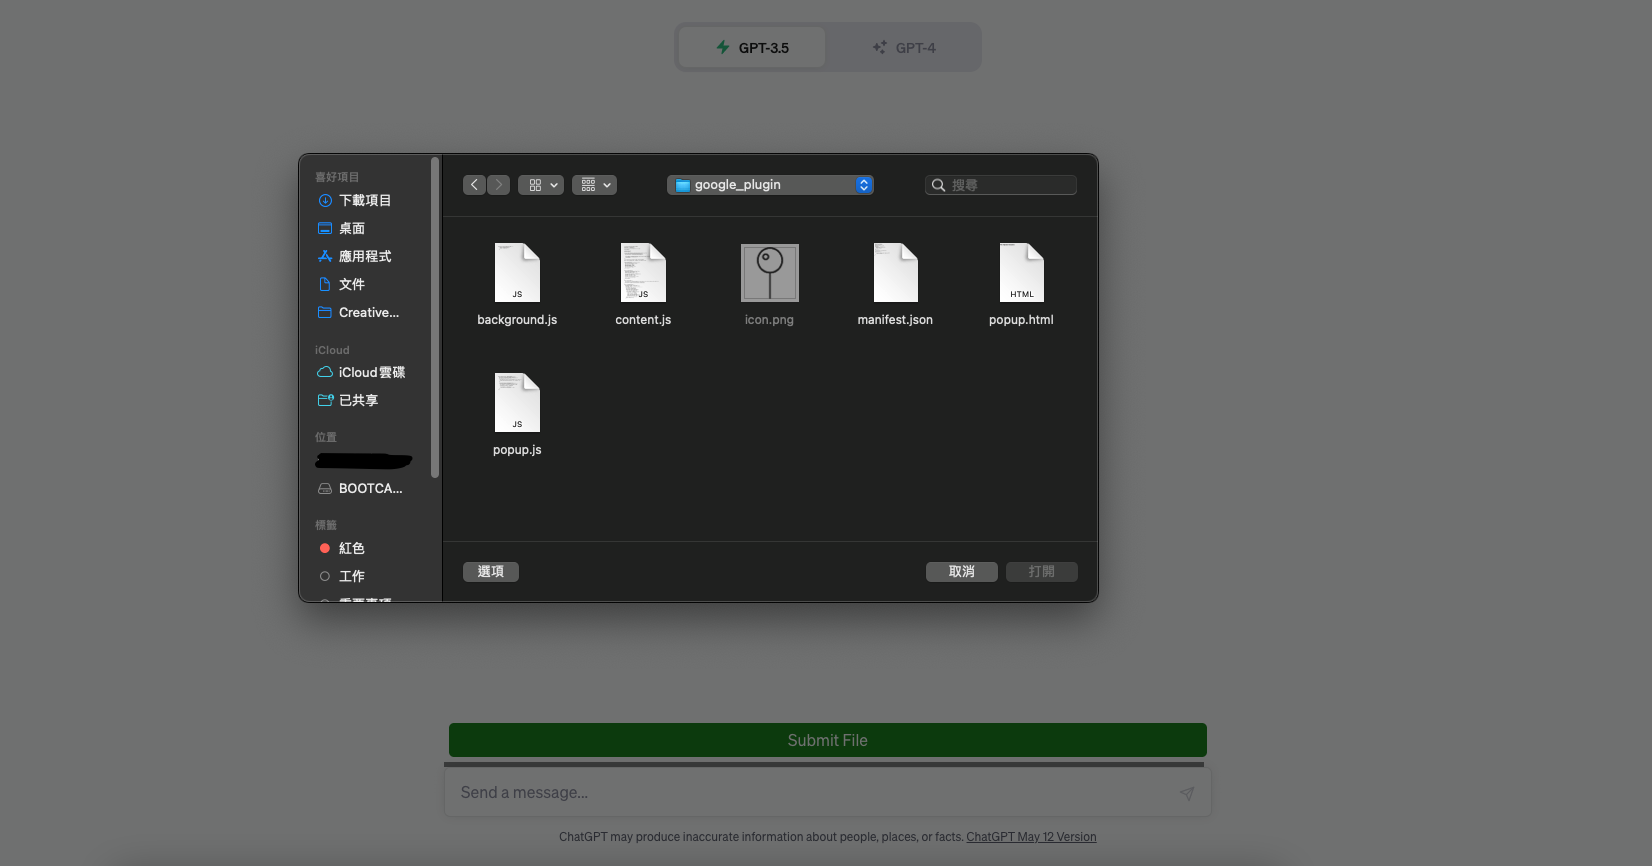 GPT-3.5
GPT-4
喜好項目
下載項目
桌面
應用程式
文件
Creative...
iCloud
iCloud雲碟
已共享
位置
BOOTCA...
標籤
紅色
工作
google_plugin
搜尋
JS
background.js
JS
content.js
icon.png
manifest.json
HTML
popup.html
JS
popup.js
選項
取消
打開
Submit File
Send a message...
ChatGPT may produce inaccurate information about people, places, or facts. ChatGPT May 12 Version